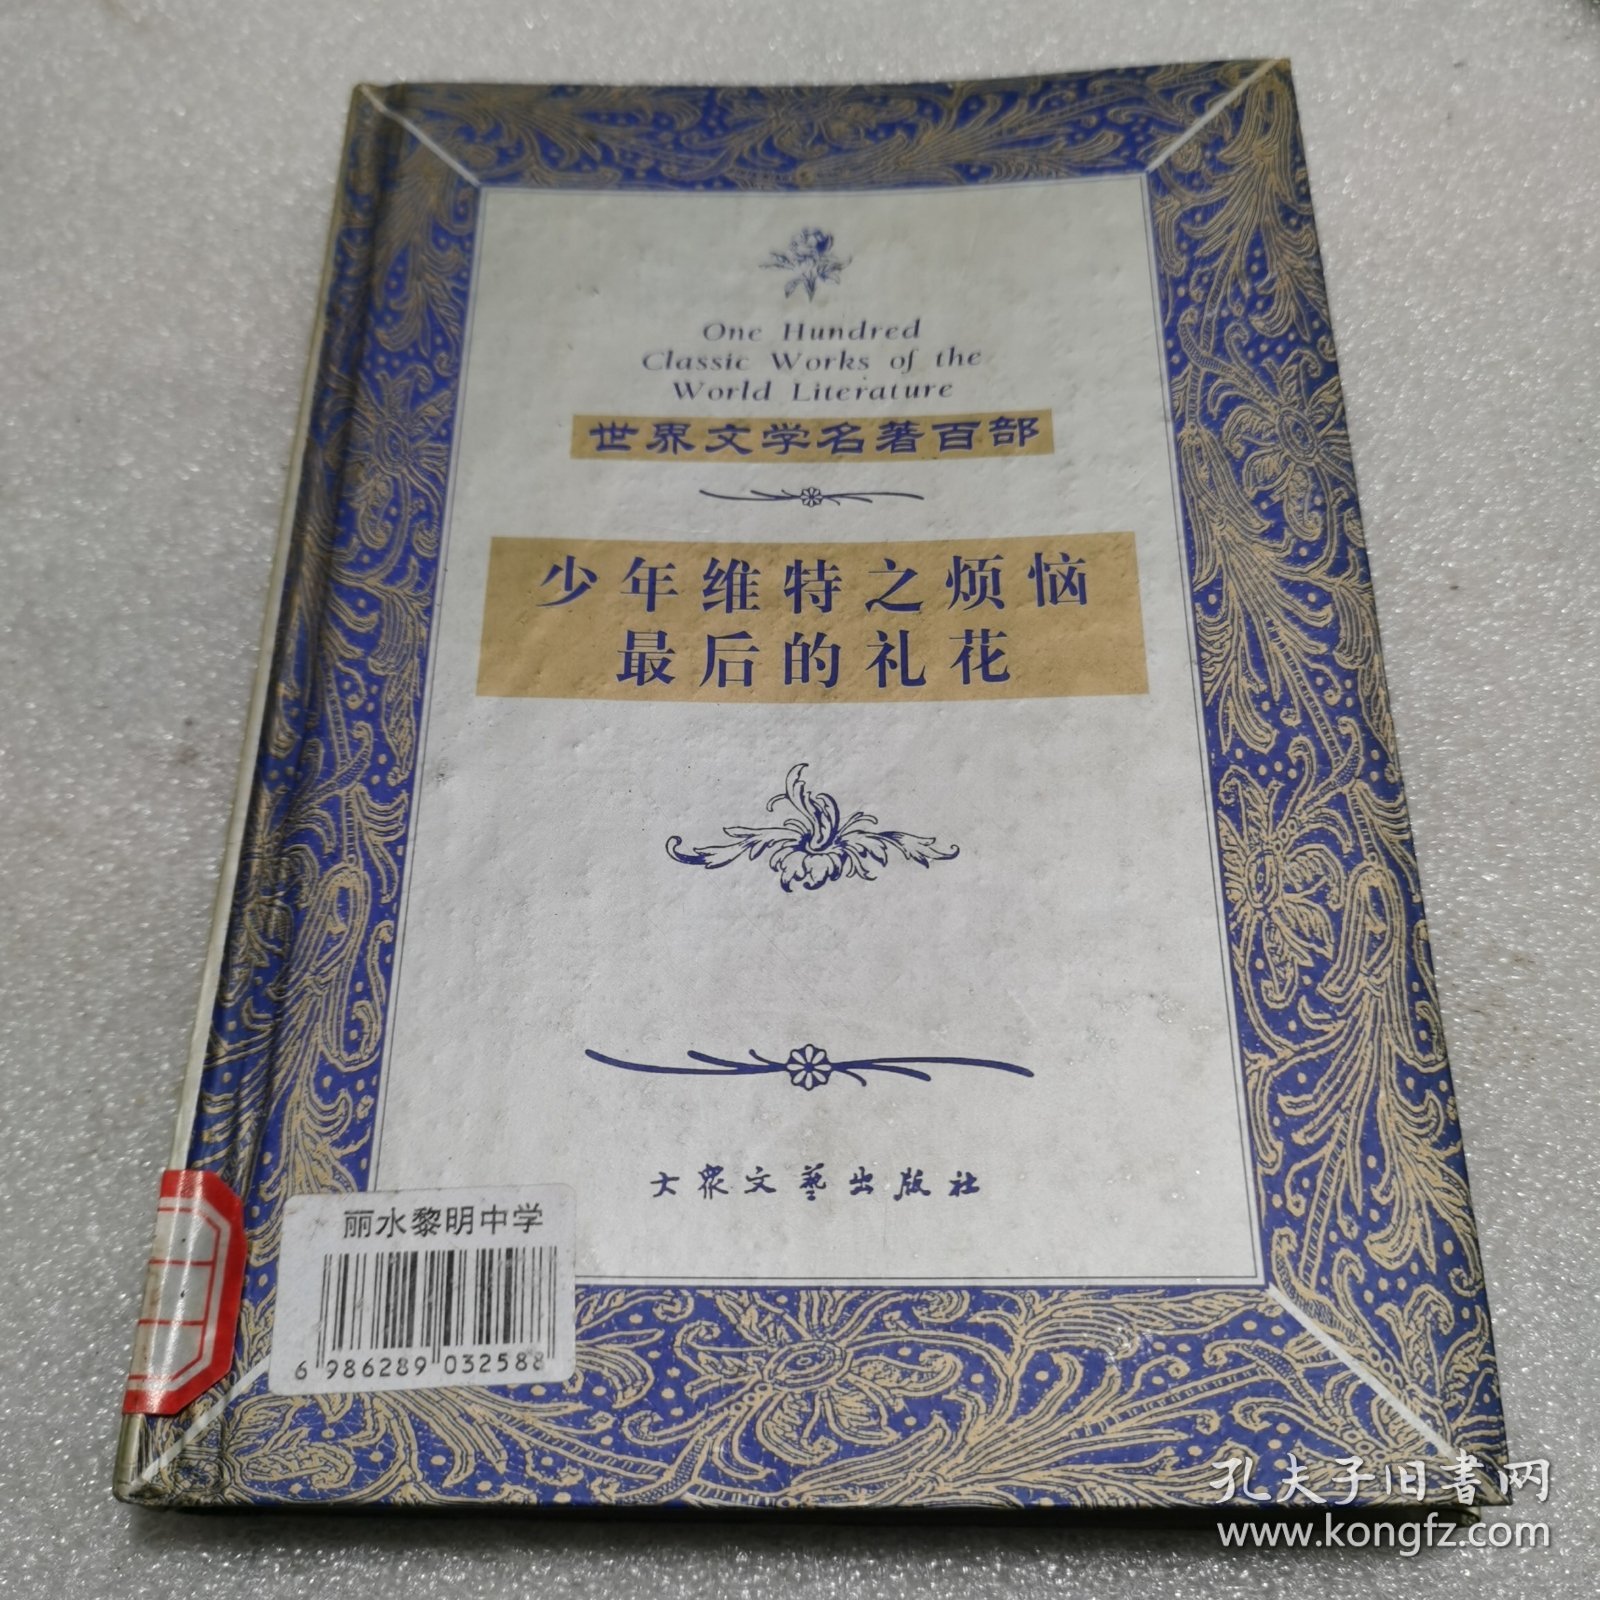 One Hundred
Classic Works of the
World Literature
世界文学名著百部
少年维特之烦恼
最后的礼花
大众文艺出版社
丽水黎明中学
6 986289 032588
孔夫子旧书网
www.kongfz.com